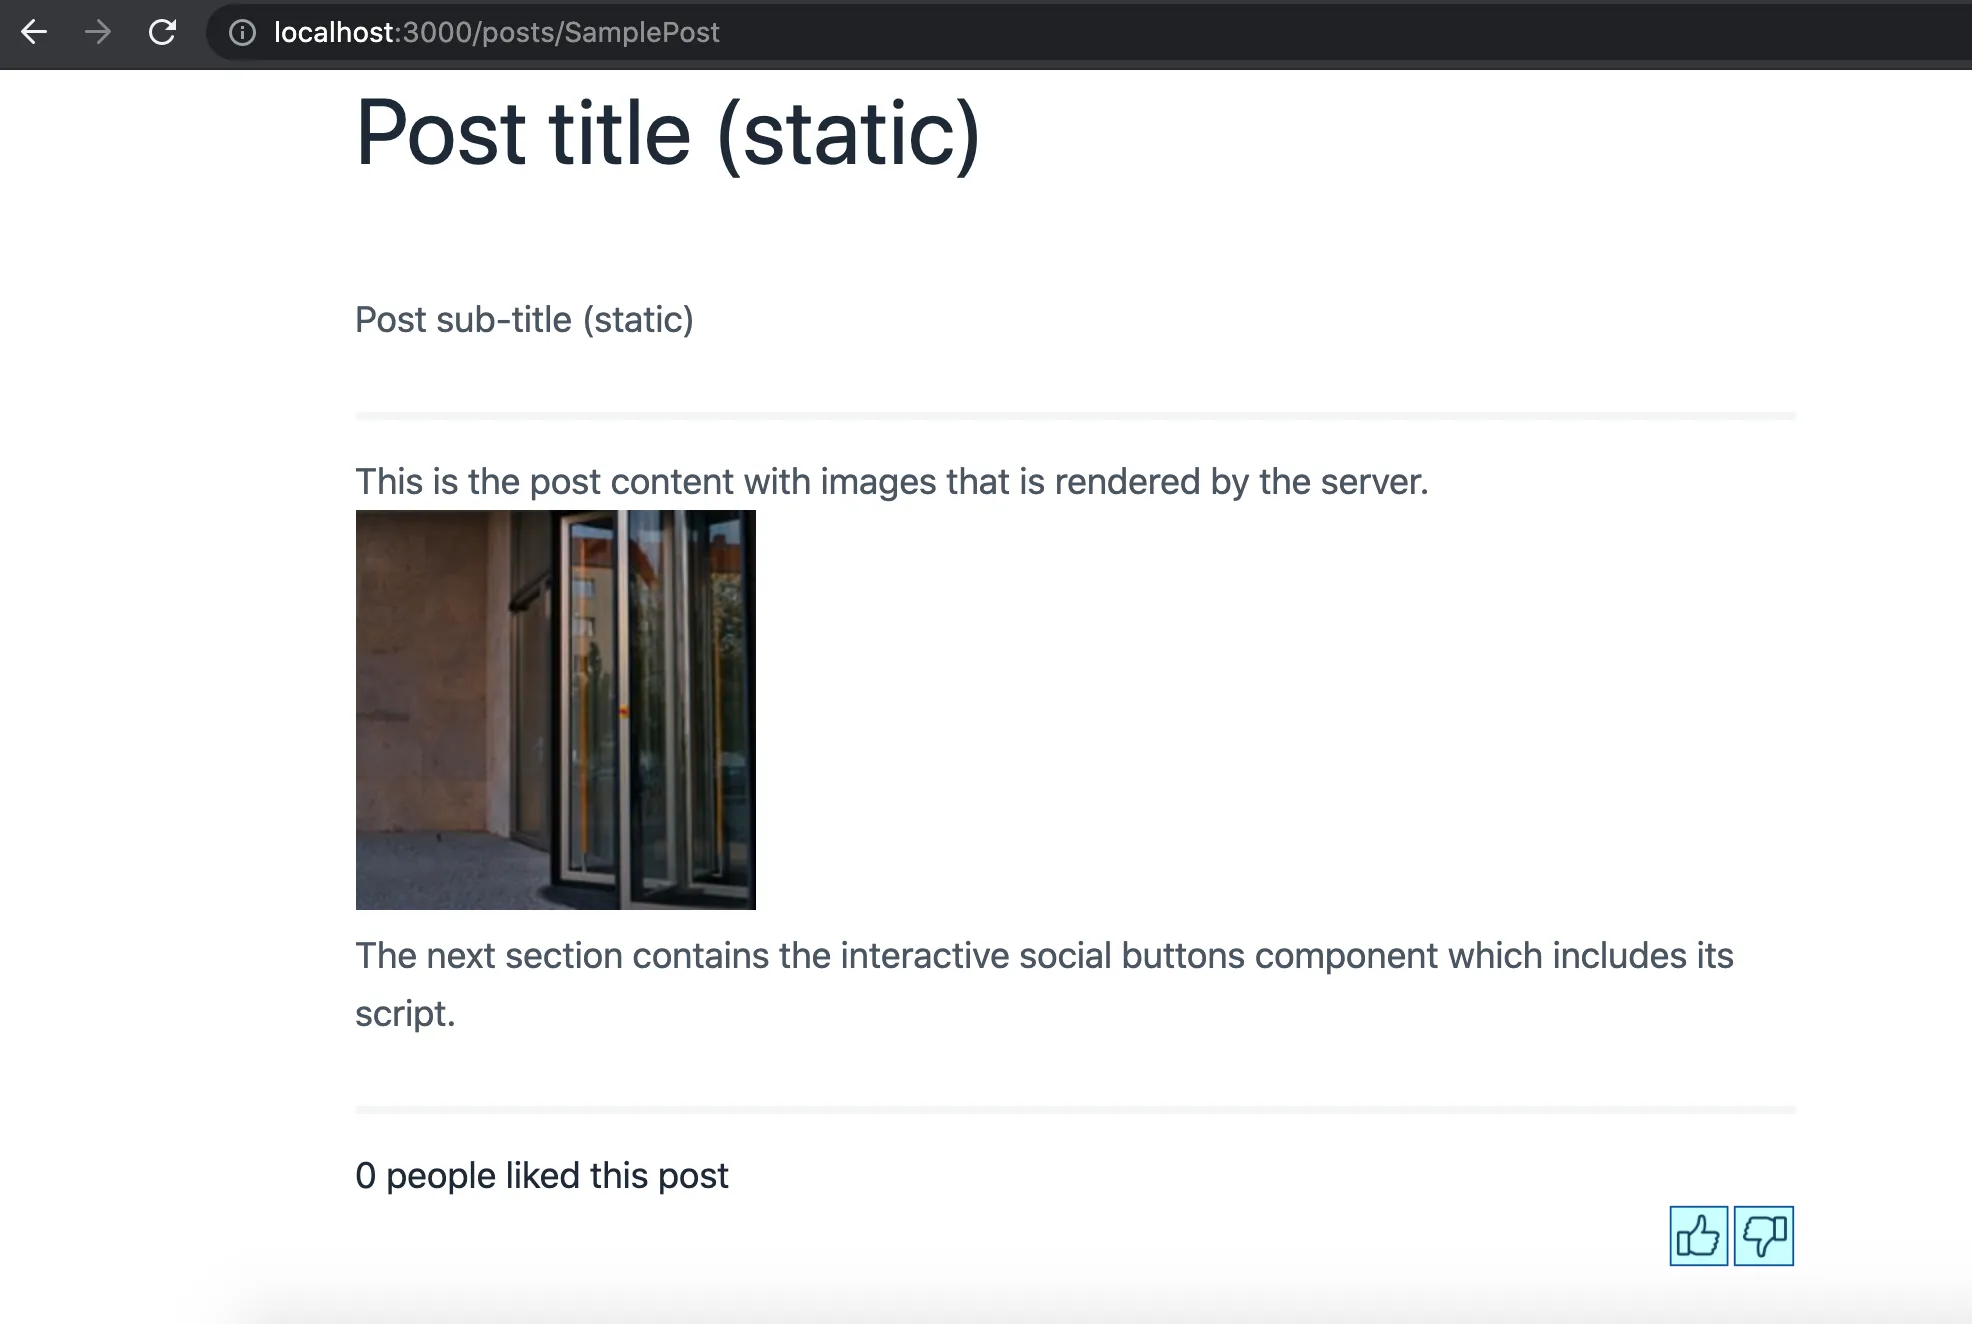 localhost:3000/posts/SamplePost
Post title (static)
Post sub-title (static)
This is the post content with images that is rendered by the server.
The next section contains the interactive social buttons component which includes its
script.
0 people liked this post